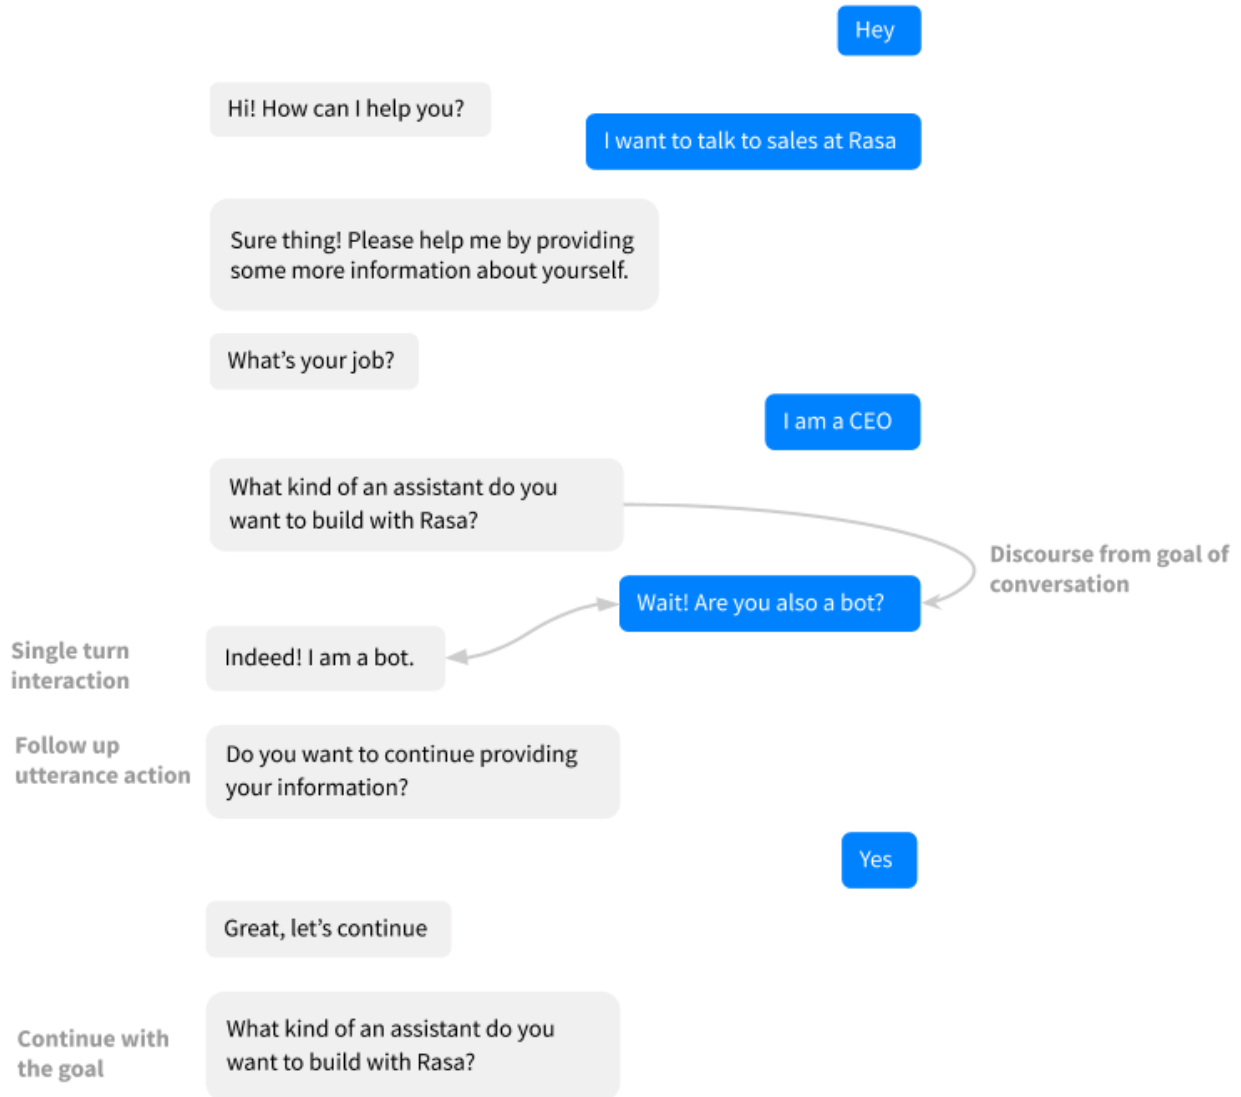 Hey
Hi! How can I help you?
I want to talk to sales at Rasa
Sure thing! Please help me by providing
some more information about yourself.
What’s your job?
I am a CEO
What kind of an assistant do you
want to build with Rasa?
Discourse from goal of
conversation
Wait! Are you also a bot?
Single turn
interaction
Indeed! I am a bot.
Follow up
utterance action
Do you want to continue providing
your information?
Yes
Great, let’s continue
Continue with
the goal
What kind of an assistant do you
want to build with Rasa?